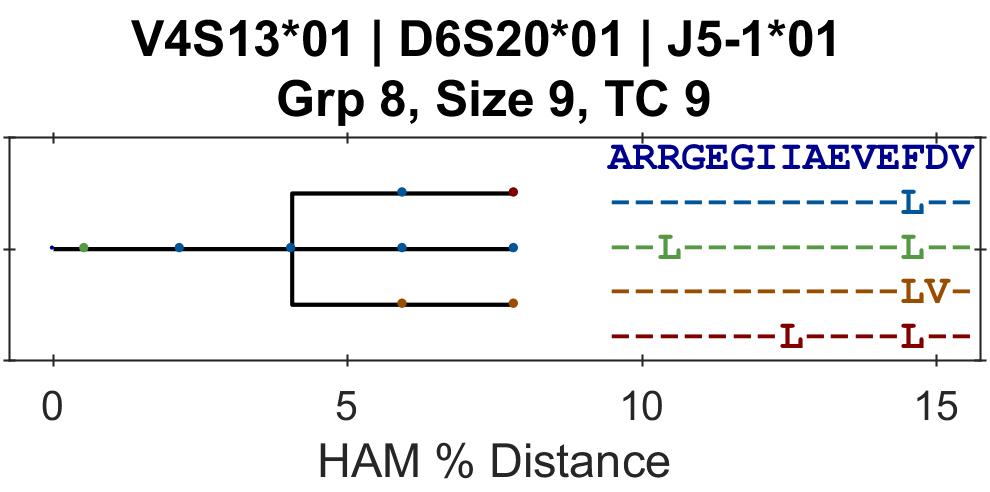 V4S13*01 | D6S20*01 | J5-1*01
Grp 8, Size 9, TC 9
ARRGEGIIAEVEFDV
------------L--
--L---------L--
------------LV-
-------L----L--
0 5 10 15
HAM % Distance